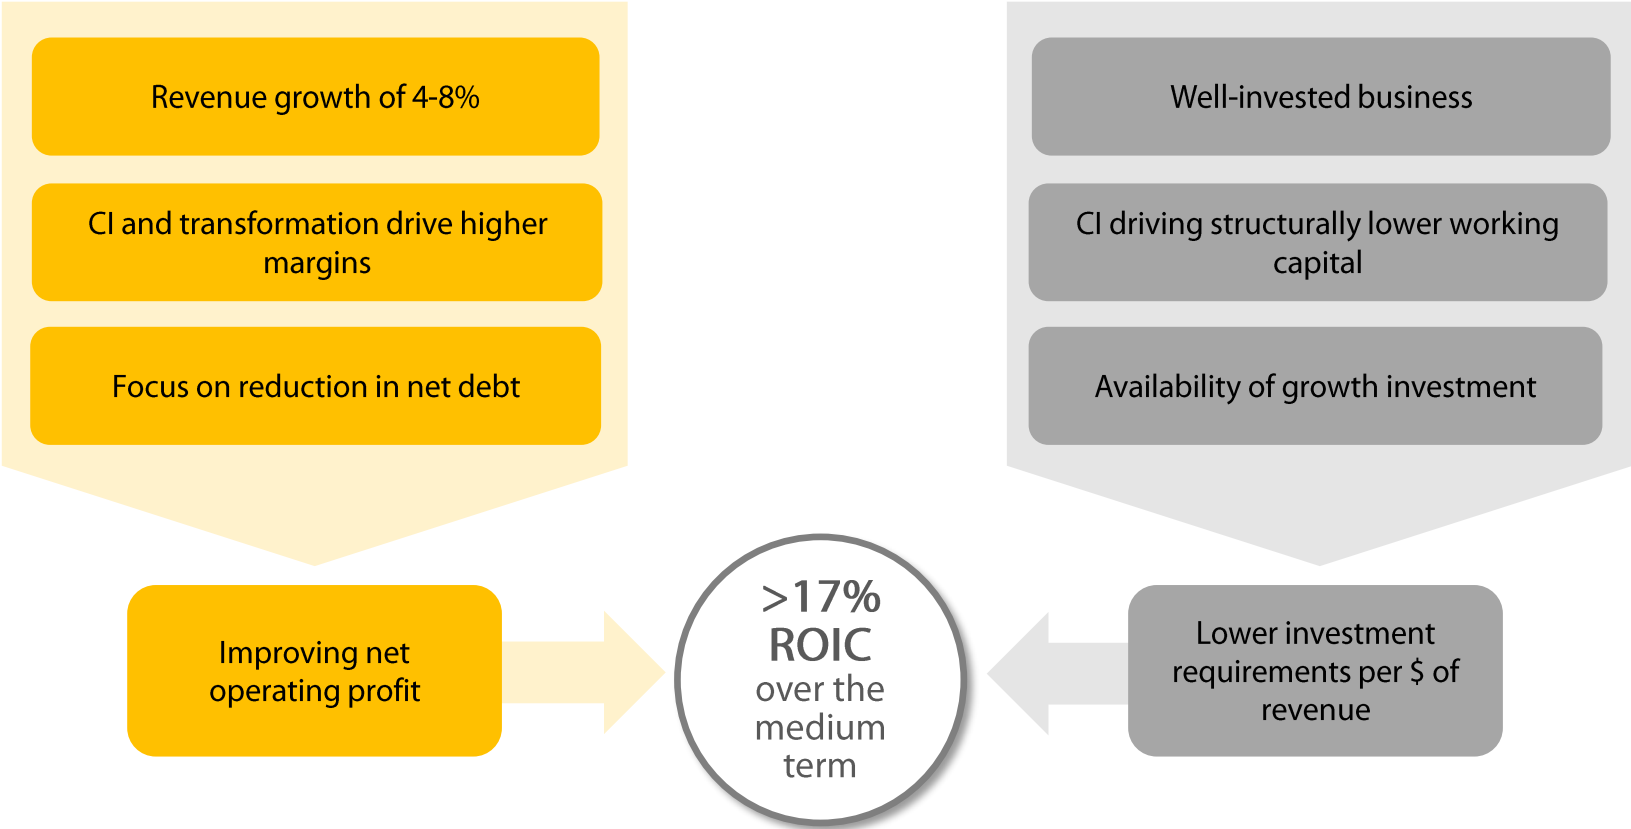 Revenue growth of 4-8%
CI and transformation drive higher
margins
Focus on reduction in net debt
Improving net
operating profit
>17%
ROIC
over the
medium
term
Well-invested business
CI driving structurally lower working
capital
Availability of growth investment
Lower investment
requirements per $ of
revenue